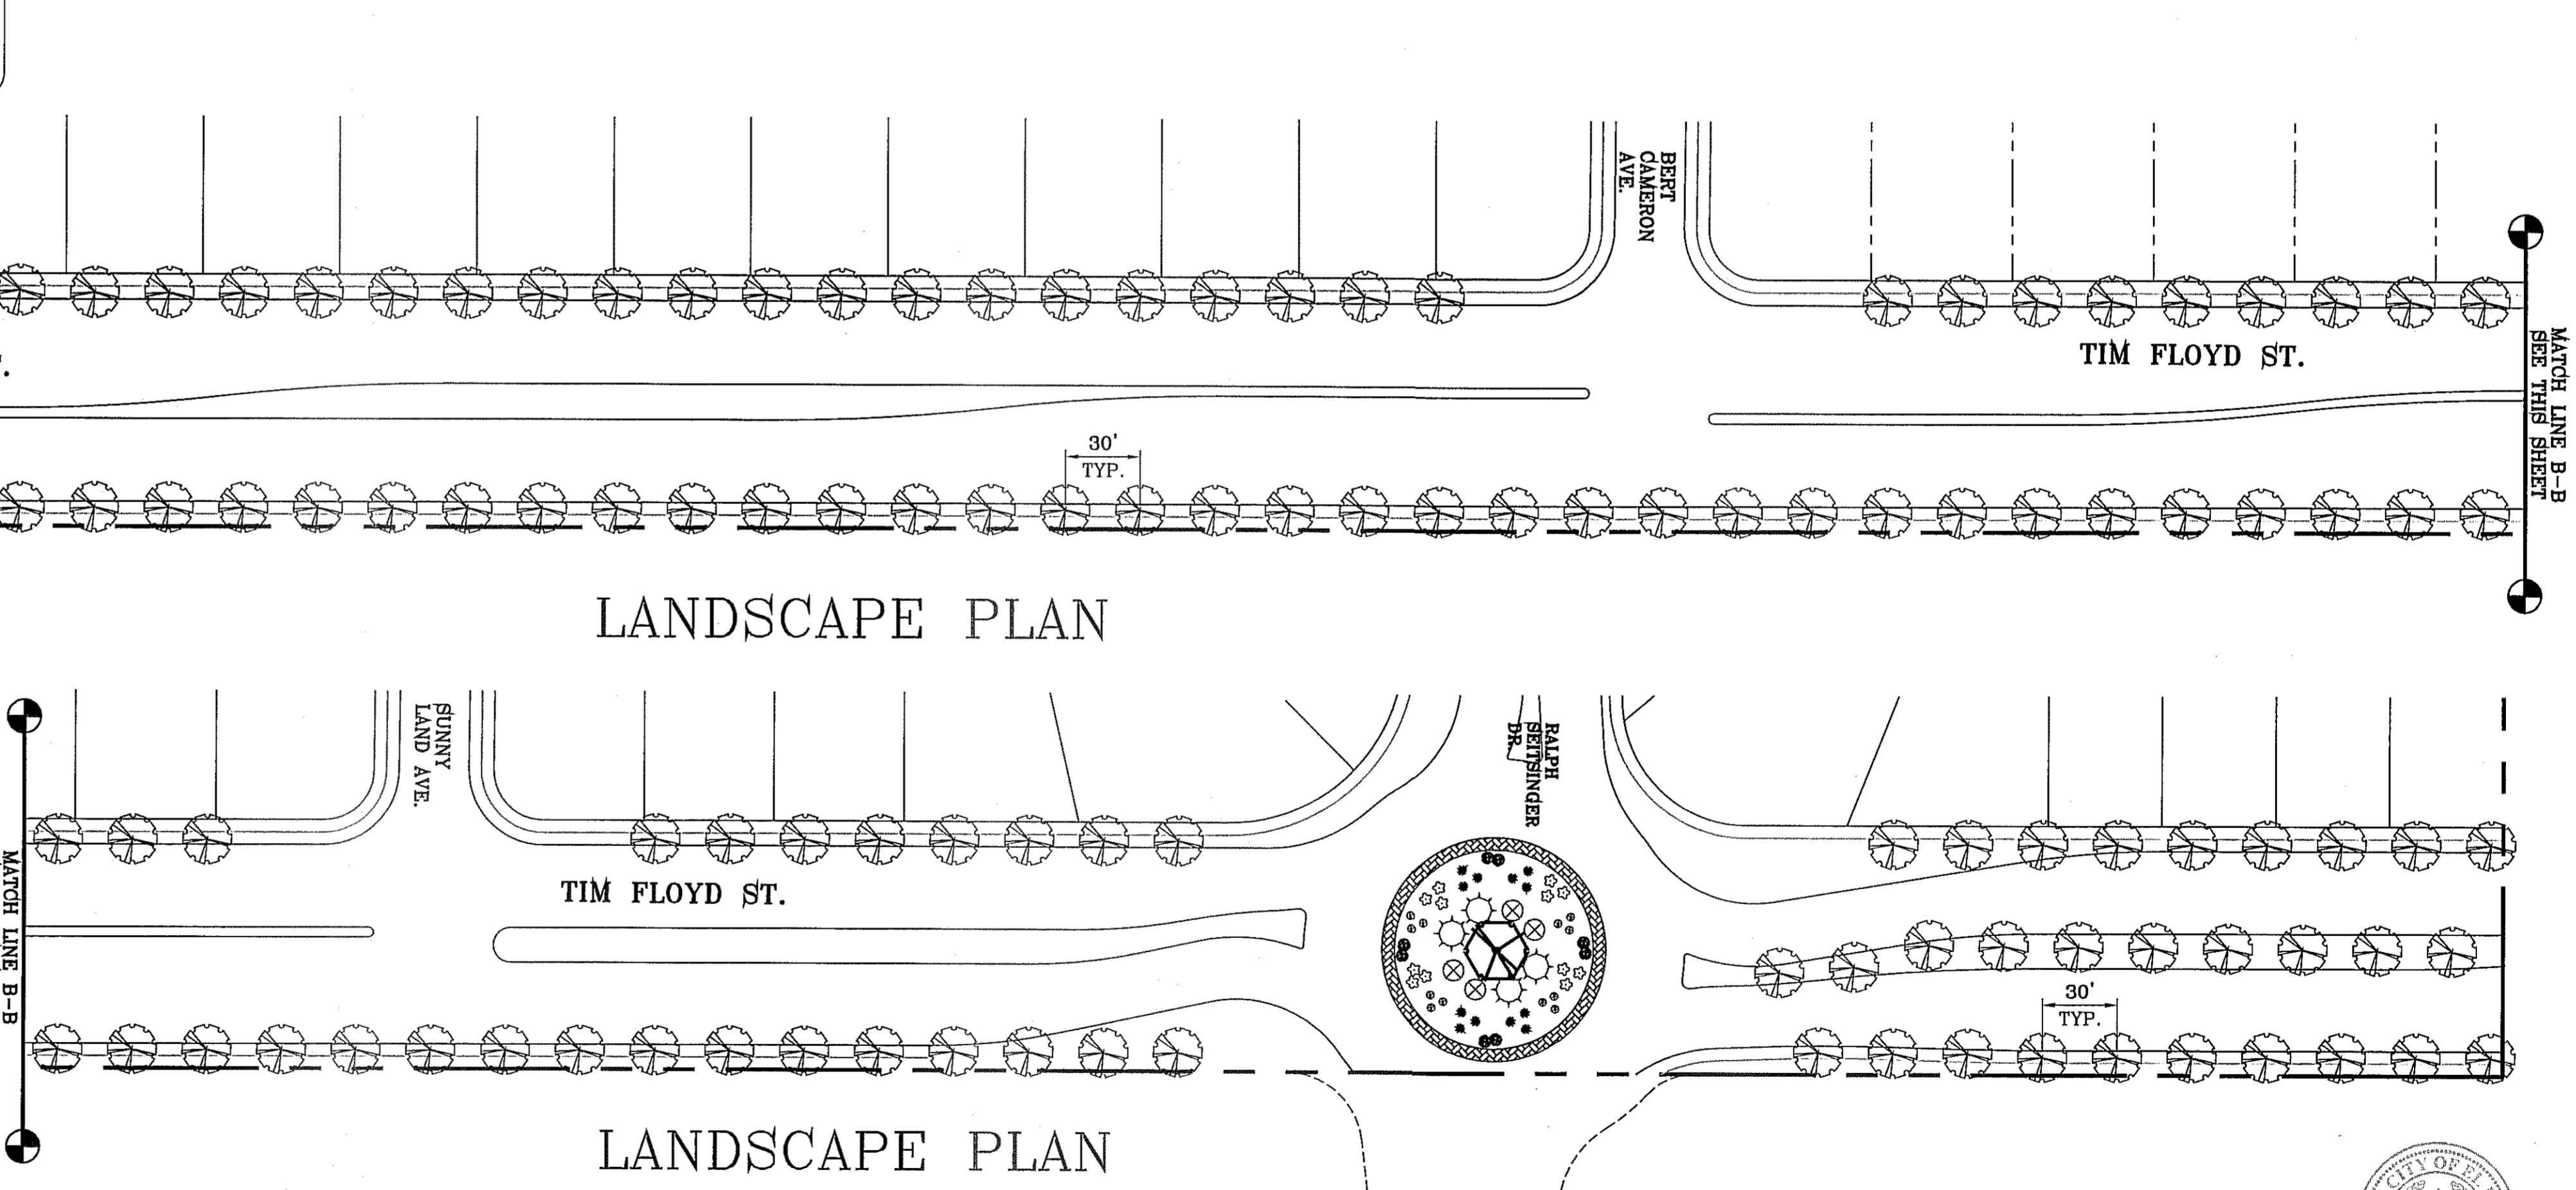 BERT
CAMERON
AVE.
TIM FLOYD ST.
MATCH LINE B-B
SEE THIS SHEET
30'
TYP.
LANDSCAPE PLAN
SUNNY
LAND AVE.
RALPH
SEITSINGER
DR.
TIM FLOYD ST.
MATCH LINE B-B
30'
TYP.
LANDSCAPE PLAN
CITY OF EL